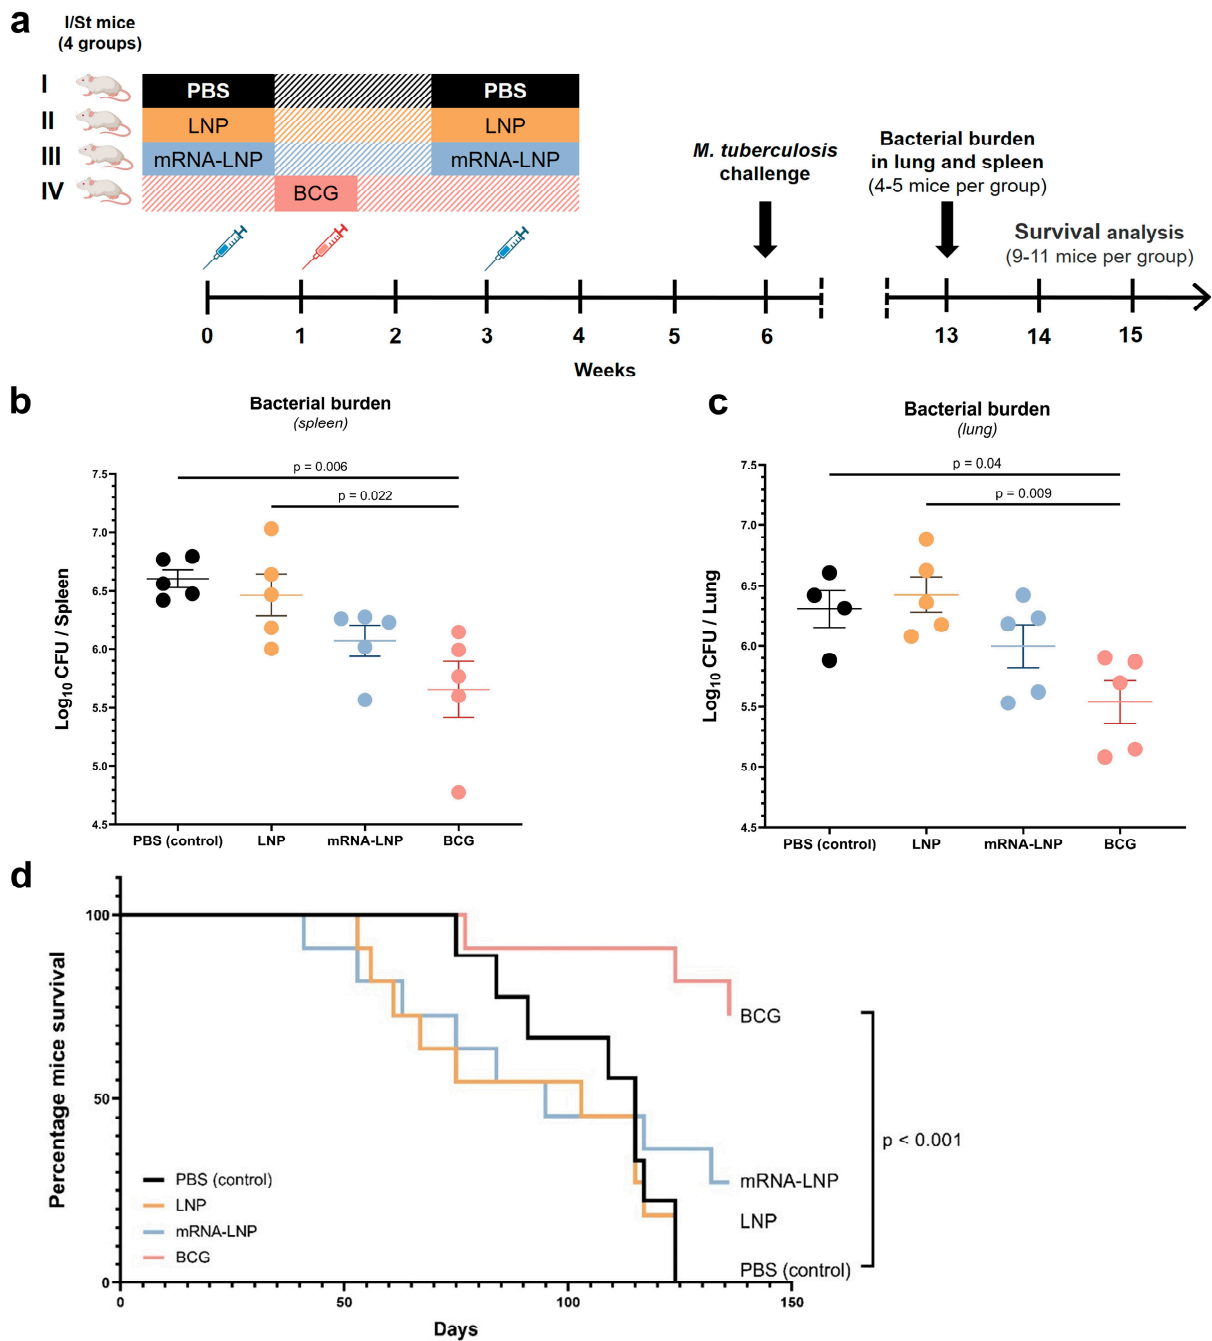 a
I/St mice
(4 groups)
I
PBS
PBS
II
LNP
LNP
III
mRNA-LNP
mRNA-LNP
IV
BCG
M. tuberculosis
challenge
Bacterial burden
in lung and spleen
(4-5 mice per group)
Survival analysis
(9-11 mice per group)
0 1 2 3 4 5 6 13 14 15
Weeks
b
Bacterial burden
(spleen)
p = 0.006
p = 0.022
7.5
7.0
6.5
6.0
5.5
5.0
4.5
Log10 CFU / Spleen
PBS (control) LNP mRNA-LNP BCG
c
Bacterial burden
(lung)
p = 0.04
p = 0.009
7.5
7.0
6.5
6.0
5.5
5.0
4.5
Log10 CFU / Lung
PBS (control) LNP mRNA-LNP BCG
d
100
50
0
Percentage mice survival
PBS (control)
LNP
mRNA-LNP
BCG
BCG
p < 0.001
mRNA-LNP
LNP
PBS (control)
0 50 100 150
Days